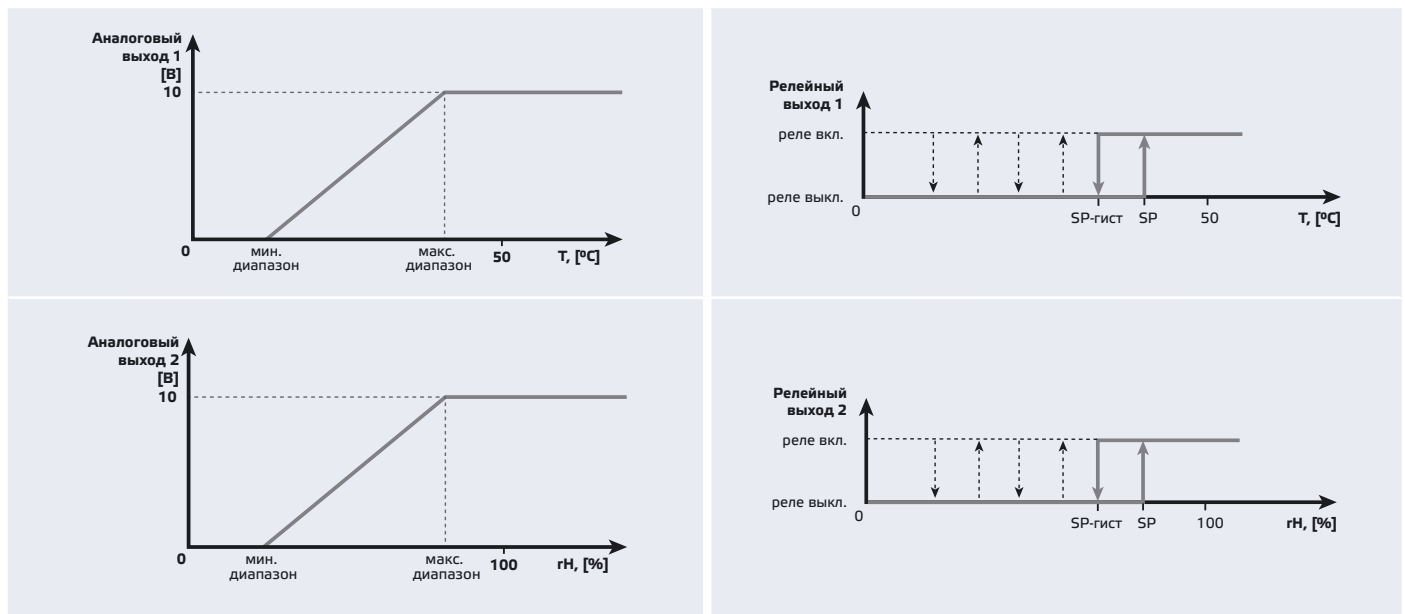 Аналоговый
выход 1
[В]
10
0
мин.
диапазон
макс.
диапазон
50
T, [ºC]
Релейный
выход 1
реле вкл.
реле выкл.
0
SP-гист
SP
50
T, [ºC]
Аналоговый
выход 2
[В]
10
0
мин.
диапазон
макс.
диапазон
100
rH, [%]
Релейный
выход 2
реле вкл.
реле выкл.
0
SP-гист
SP
100
rH, [%]